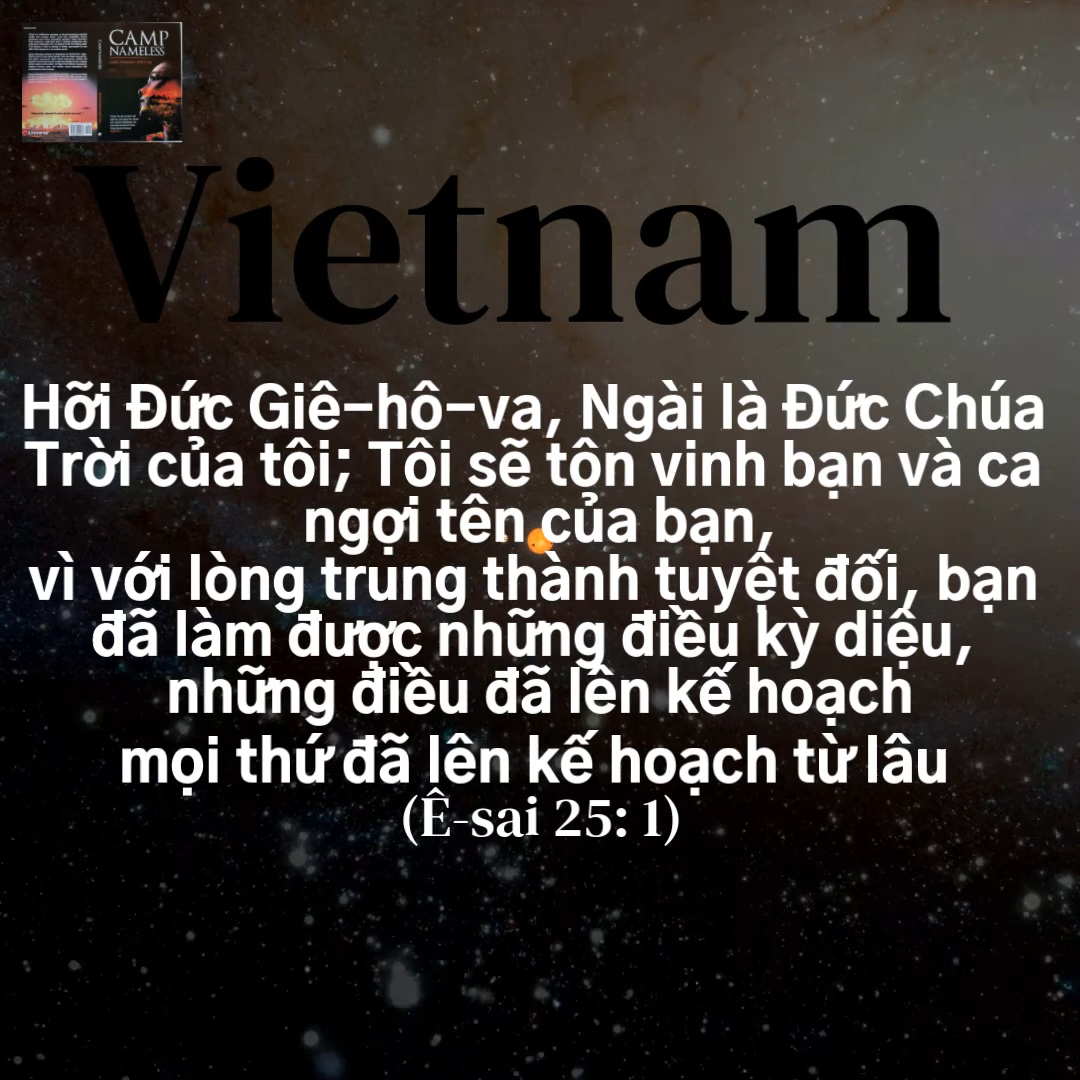 CAMP
NAMELESS
Vietnam
Hỡi Đức Giê-hô-va, Ngài là Đức Chúa
Trời của tôi; Tôi sẽ tôn vinh bạn và ca
ngợi tên của bạn,
vì với lòng trung thành tuyệt đối, bạn
đã làm được những điều kỳ diệu,
những điều đã lên kế hoạch
mọi thứ đã lên kế hoạch từ lâu
(Ê-sai 25: 1)